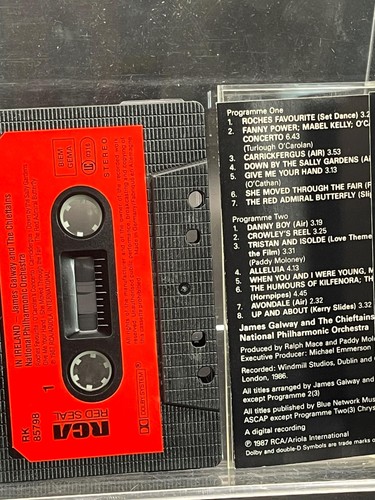 IN IRELAND James Galway and The Chieftains
National Philharmonic Orchestra
BIEM
GEMA
STEREO
DOLBY SYSTEM
1
RK
85798
RCA
RED SEAL
Programme One
1. ROCHES FAVOURITE (Set Dance)
2. FANNY POWER; MABEL KELLY;
CONCERTO 6.43
(Turlough O'Carolan)
3. CARRICKFERGUS (Air) 3.53
4. DOWN BY THE SALLY GARDENS
5. GIVE ME YOUR HAND 3.13
(O'Cathan)
6. SHE MOVED THROUGH THE FAIR
7. THE RED ADMIRAL BUTTERFLY
Programme Two
1. DANNY BOY (Air) 3.19
2. CROWLEY'S REEL 3.25
3. TRISTAN AND ISOLDE (Love Theme
the Film) 3.31
(Paddy Moloney)
4. ALLELUIA 4.13
5. WHEN YOU AND I WERE YOUNG,
6. THE HUMOURS OF KILFENORA;
(Hornpipes) 4.45
7. AVONDALE (Air) 2.32
8. UP AND ABOUT (Kerry Slides) 3.32
James Galway and The Chieftains
National Philharmonic Orchestra
Produced by Ralph Mace and Paddy
Executive Producer: Michael Emmerson
Recorded: Windmill Studios, Dublin and
London, 1986.
All titles arranged by James Galway and
except Programme 2(3)
All titles published by Blue Network
ASCAP except Programme Two(3)
A digital recording
℗ 1987 RCA/Ariola International
Dolby and double-D Symbols are trade marks